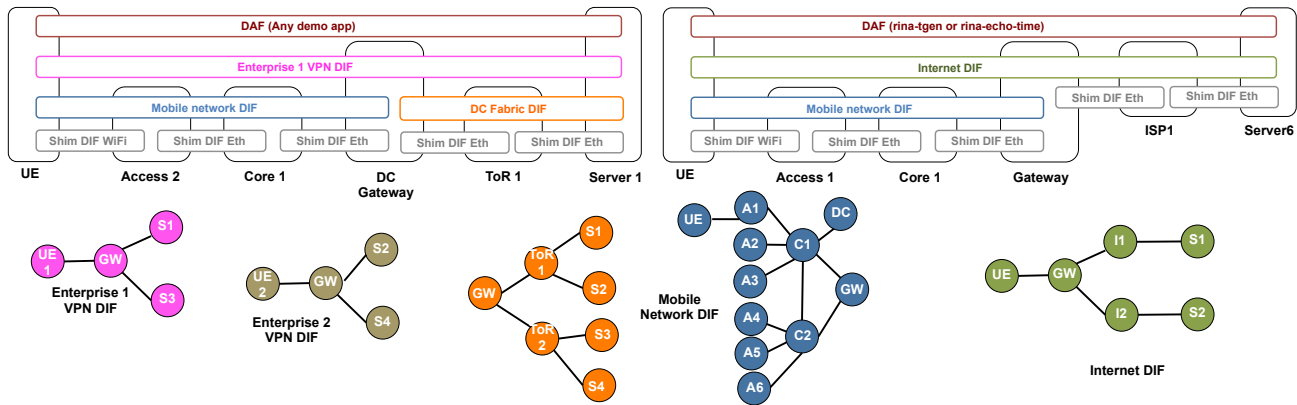 DAF (Any demo app)
Enterprise 1 VPN DIF
Mobile network DIF
DC Fabric DIF
Shim DIF WiFi
Shim DIF Eth
Shim DIF Eth
Shim DIF Eth
Shim DIF Eth
UE
Access 2
Core 1
DC
Gateway
ToR 1
Server 1
DAF (rina-tgen or rina-echo-time)
Internet DIF
Mobile network DIF
Shim DIF Eth
Shim DIF Eth
Shim DIF WiFi
Shim DIF Eth
Shim DIF Eth
UE
Access 1
Core 1
Gateway
ISP1
Server6
UE
1
GW
S1
S3
Enterprise 1
VPN DIF
UE
2
GW
S2
S4
Enterprise 2
VPN DIF
GW
ToR
1
ToR
2
S1
S2
S3
S4
UE
A1
A2
A3
A4
A5
A6
C1
C2
DC
GW
Mobile
Network DIF
UE
GW
I1
I2
S1
S2
Internet DIF